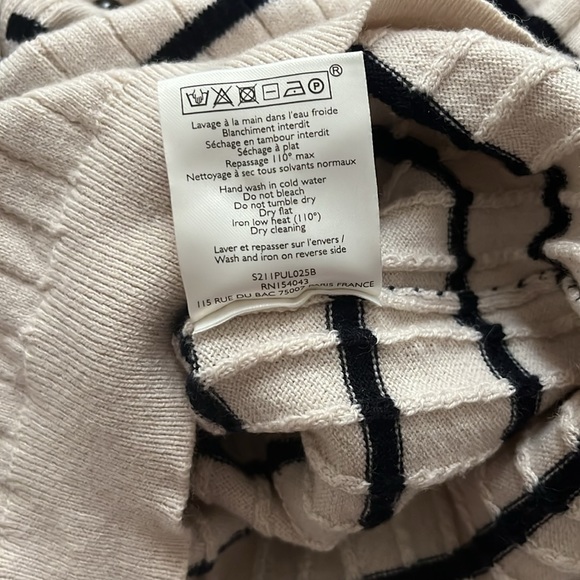 Ⓟ ®
Lavage à la main dans l'eau froide
Blanchiment interdit
Séchage en tambour interdit
Séchage à plat
Repassage 110° max
Nettoyage à sec tous solvants normaux
Hand wash in cold water
Do not bleach
Do not tumble dry
Dry flat
iron low heat (110°)
Dry cleaning
Laver et repasser sur l'envers /
Wash and iron on reverse side
S211PUL025B
RN154043
115 RUE DU BAC 75007 PARIS FRANCE